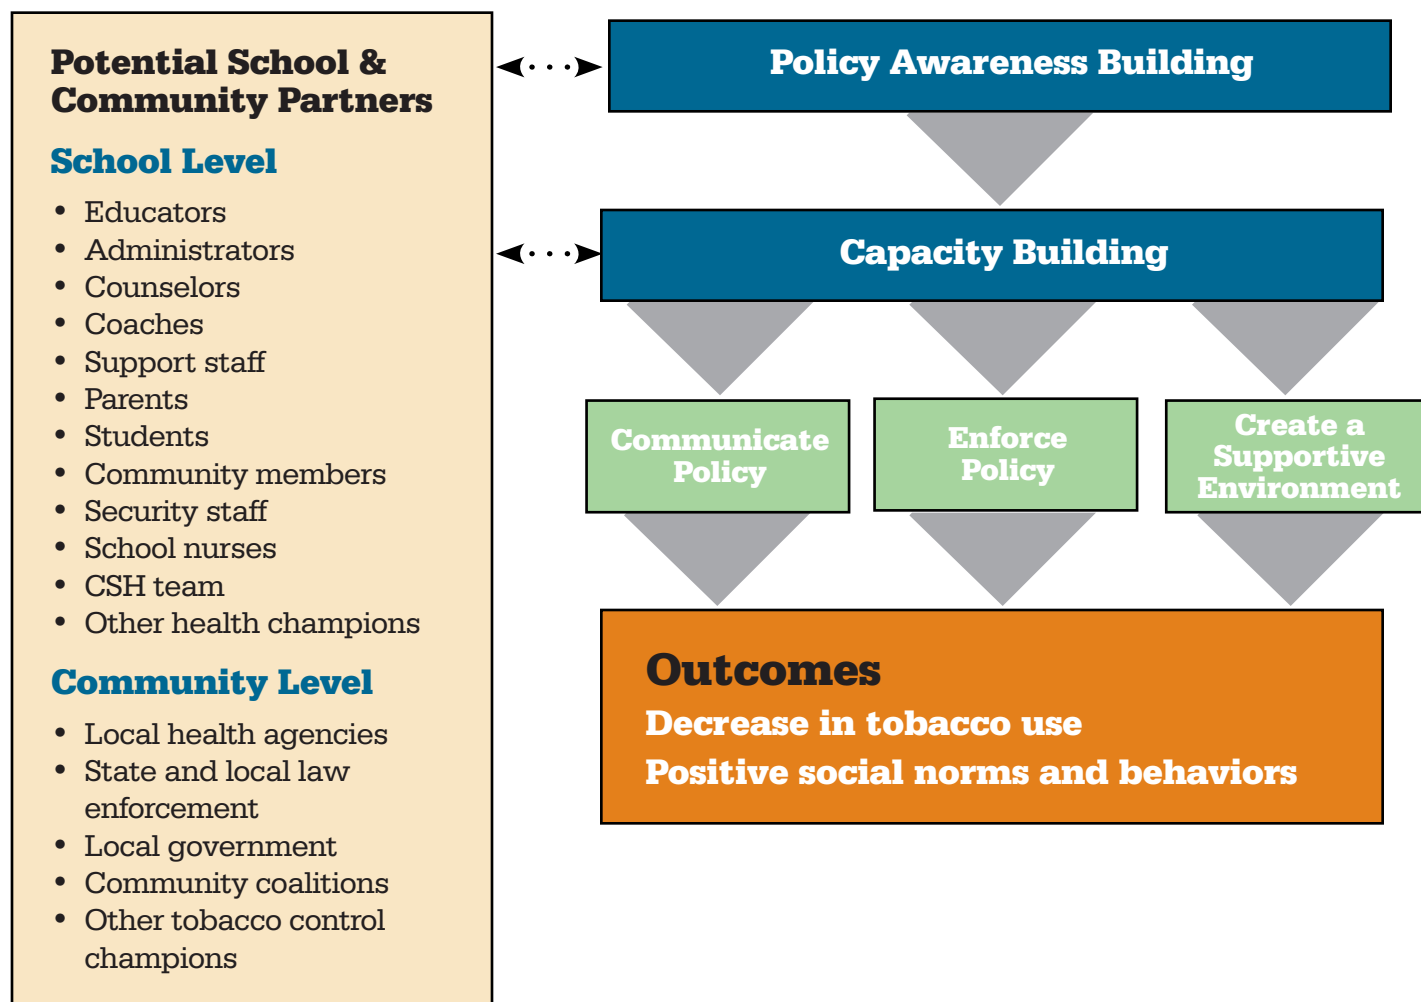 Potential School &
Community Partners
School Level
• Educators
• Administrators
• Counselors
• Coaches
• Support staff
• Parents
• Students
• Community members
• Security staff
• School nurses
• CSH team
• Other health champions
Community Level
• Local health agencies
• State and local law
enforcement
• Local government
• Community coalitions
• Other tobacco control
champions
Policy Awareness Building
Capacity Building
Communicate
Policy
Enforce
Policy
Create a
Supportive
Environment
Outcomes
Decrease in tobacco use
Positive social norms and behaviors